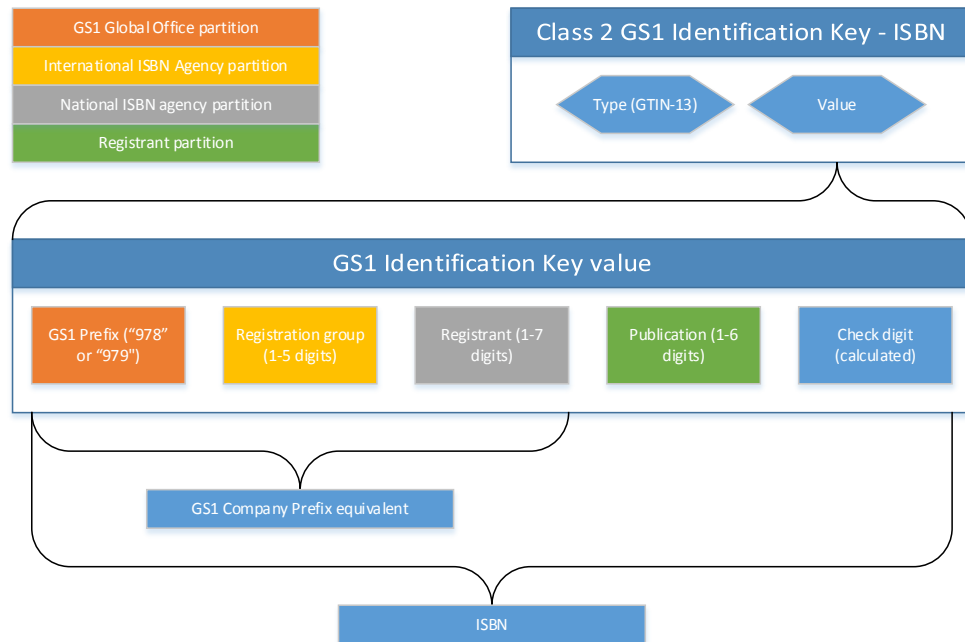 GS1 Global Office partition
International ISBN Agency partition
National ISBN agency partition
Registrant partition
Class 2 GS1 Identification Key - ISBN
Type (GTIN-13)
Value
GS1 Identification Key value
GS1 Prefix (“978”
or “979")
Registration group
(1-5 digits)
Registrant (1-7
digits)
Publication (1-6
digits)
Check digit
(calculated)
GS1 Company Prefix equivalent
ISBN